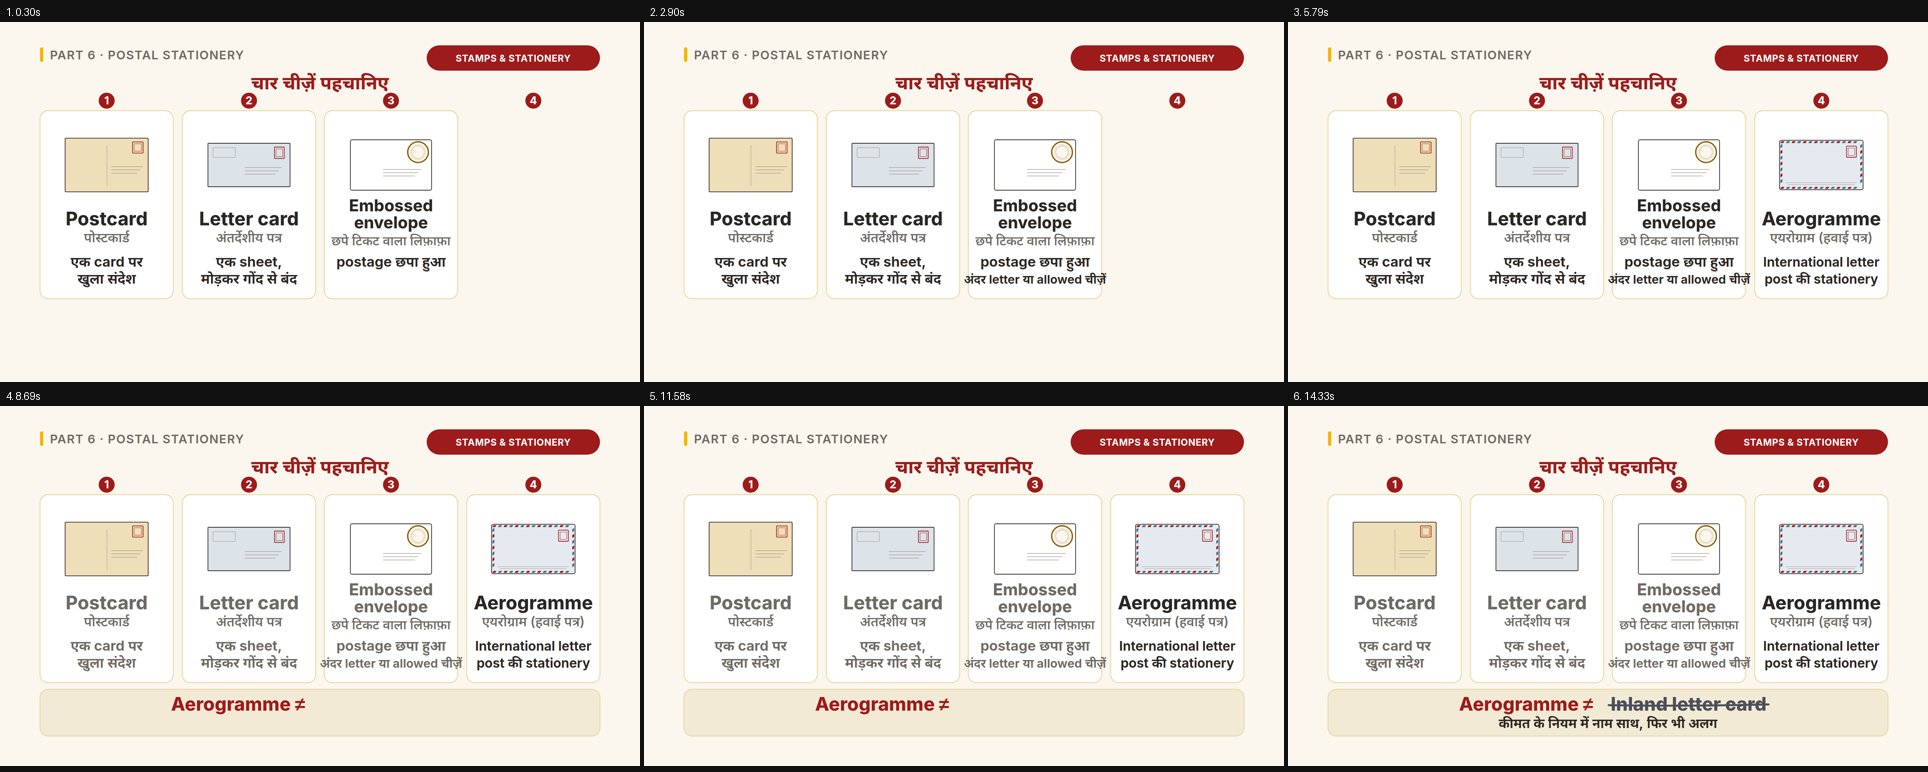 1. 0.30s
PART 6 · POSTAL STATIONERY
STAMPS & STATIONERY
चार चीज़ें पहचानिए
1 2 3 4
Postcard
पोस्टकार्ड
एक card पर
खुला संदेश
Letter card
अंतर्देशीय पत्र
एक sheet,
मोड़कर गोंद से बंद
Embossed
envelope
छपे टिकट वाला लिफ़ाफ़ा
postage छपा हुआ
2. 2.90s
PART 6 · POSTAL STATIONERY
STAMPS & STATIONERY
चार चीज़ें पहचानिए
1 2 3 4
Postcard
पोस्टकार्ड
एक card पर
खुला संदेश
Letter card
अंतर्देशीय पत्र
एक sheet,
मोड़कर गोंद से बंद
Embossed
envelope
छपे टिकट वाला लिफ़ाफ़ा
postage छपा हुआ
अंदर letter या allowed चीज़ें
3. 5.79s
PART 6 · POSTAL STATIONERY
STAMPS & STATIONERY
चार चीज़ें पहचानिए
1 2 3 4
Postcard
पोस्टकार्ड
एक card पर
खुला संदेश
Letter card
अंतर्देशीय पत्र
एक sheet,
मोड़कर गोंद से बंद
Embossed
envelope
छपे टिकट वाला लिफ़ाफ़ा
postage छपा हुआ
अंदर letter या allowed चीज़ें
Aerogramme
एयरोग्राम (हवाई पत्र)
International letter
post की stationery
4. 8.69s
PART 6 · POSTAL STATIONERY
STAMPS & STATIONERY
चार चीज़ें पहचानिए
1 2 3 4
Postcard
पोस्टकार्ड
एक card पर
खुला संदेश
Letter card
अंतर्देशीय पत्र
एक sheet,
मोड़कर गोंद से बंद
Embossed
envelope
छपे टिकट वाला लिफ़ाफ़ा
postage छपा हुआ
अंदर letter या allowed चीज़ें
Aerogramme
एयरोग्राम (हवाई पत्र)
International letter
post की stationery
Aerogramme ≠
5. 11.58s
PART 6 · POSTAL STATIONERY
STAMPS & STATIONERY
चार चीज़ें पहचानिए
1 2 3 4
Postcard
पोस्टकार्ड
एक card पर
खुला संदेश
Letter card
अंतर्देशीय पत्र
एक sheet,
मोड़कर गोंद से बंद
Embossed
envelope
छपे टिकट वाला लिफ़ाफ़ा
postage छपा हुआ
अंदर letter या allowed चीज़ें
Aerogramme
एयरोग्राम (हवाई पत्र)
International letter
post की stationery
Aerogramme ≠
6. 14.33s
PART 6 · POSTAL STATIONERY
STAMPS & STATIONERY
चार चीज़ें पहचानिए
1 2 3 4
Postcard
पोस्टकार्ड
एक card पर
खुला संदेश
Letter card
अंतर्देशीय पत्र
एक sheet,
मोड़कर गोंद से बंद
Embossed
envelope
छपे टिकट वाला लिफ़ाफ़ा
postage छपा हुआ
अंदर letter या allowed चीज़ें
Aerogramme
एयरोग्राम (हवाई पत्र)
International letter
post की stationery
Aerogramme ≠ Inland letter card
कीमत के नियम में नाम साथ, फिर भी अलग